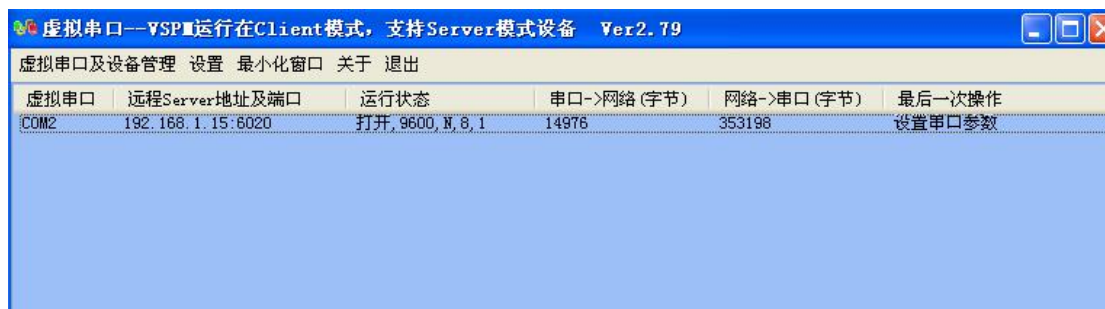 虚拟串口--VSPM运行在Client模式，支持Server模式设备 Ver2.79
虚拟串口及设备管理 设置 最小化窗口 关于 退出
虚拟串口 远程Server地址及端口 运行状态 串口->网络(字节) 网络->串口(字节) 最后一次操作
COM2 192.168.1.15:6020 打开,9600,N,8,1 14976 353198 设置串口参数